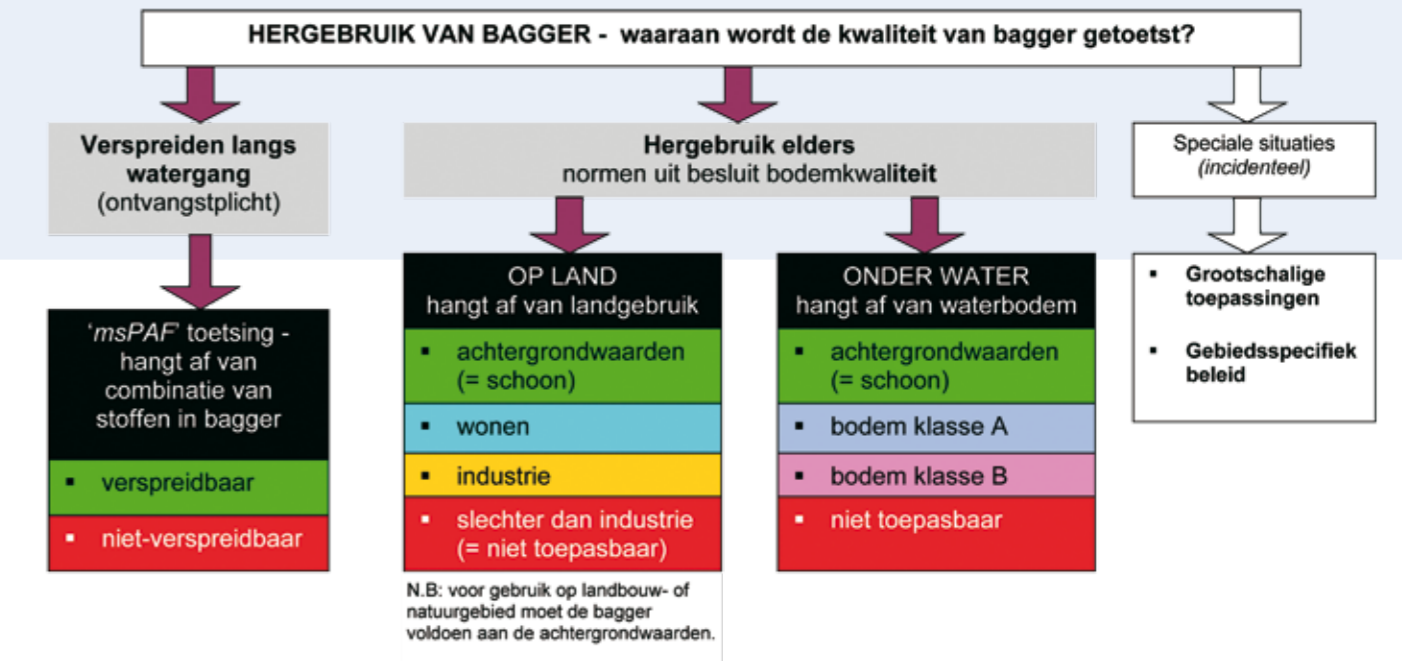 HERGEBRUIK VAN BAGGER - waaraan wordt de kwaliteit van bagger getoetst?
Verspreiden langs
watergang
(ontvangstplicht)
'msPAF' toetsing -
hangt af van
combinatie van
stoffen in bagger
▪ verspreidbaar
▪ niet-verspreidbaar
Hergebruik elders
normen uit besluit bodemkwaliteit
OP LAND
hangt af van landgebruik
▪ achtergrondwaarden
(= schoon)
▪ wonen
▪ industrie
▪ slechter dan industrie
(= niet toepasbaar)
N.B: voor gebruik op landbouw- of
natuurgebied moet de bagger
voldoen aan de achtergrondwaarden.
ONDER WATER
hangt af van waterbodem
▪ achtergrondwaarden
(= schoon)
▪ bodem klasse A
▪ bodem klasse B
▪ niet toepasbaar
Speciale situaties
(incidenteel)
▪ Grootschalige
toepassingen
▪ Gebiedsspecifiek
beleid